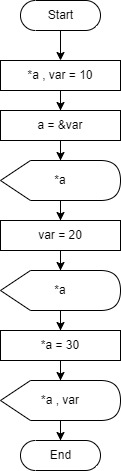 Start
*a , var = 10
a = &var
*a
var = 20
*a
*a = 30
*a , var
End